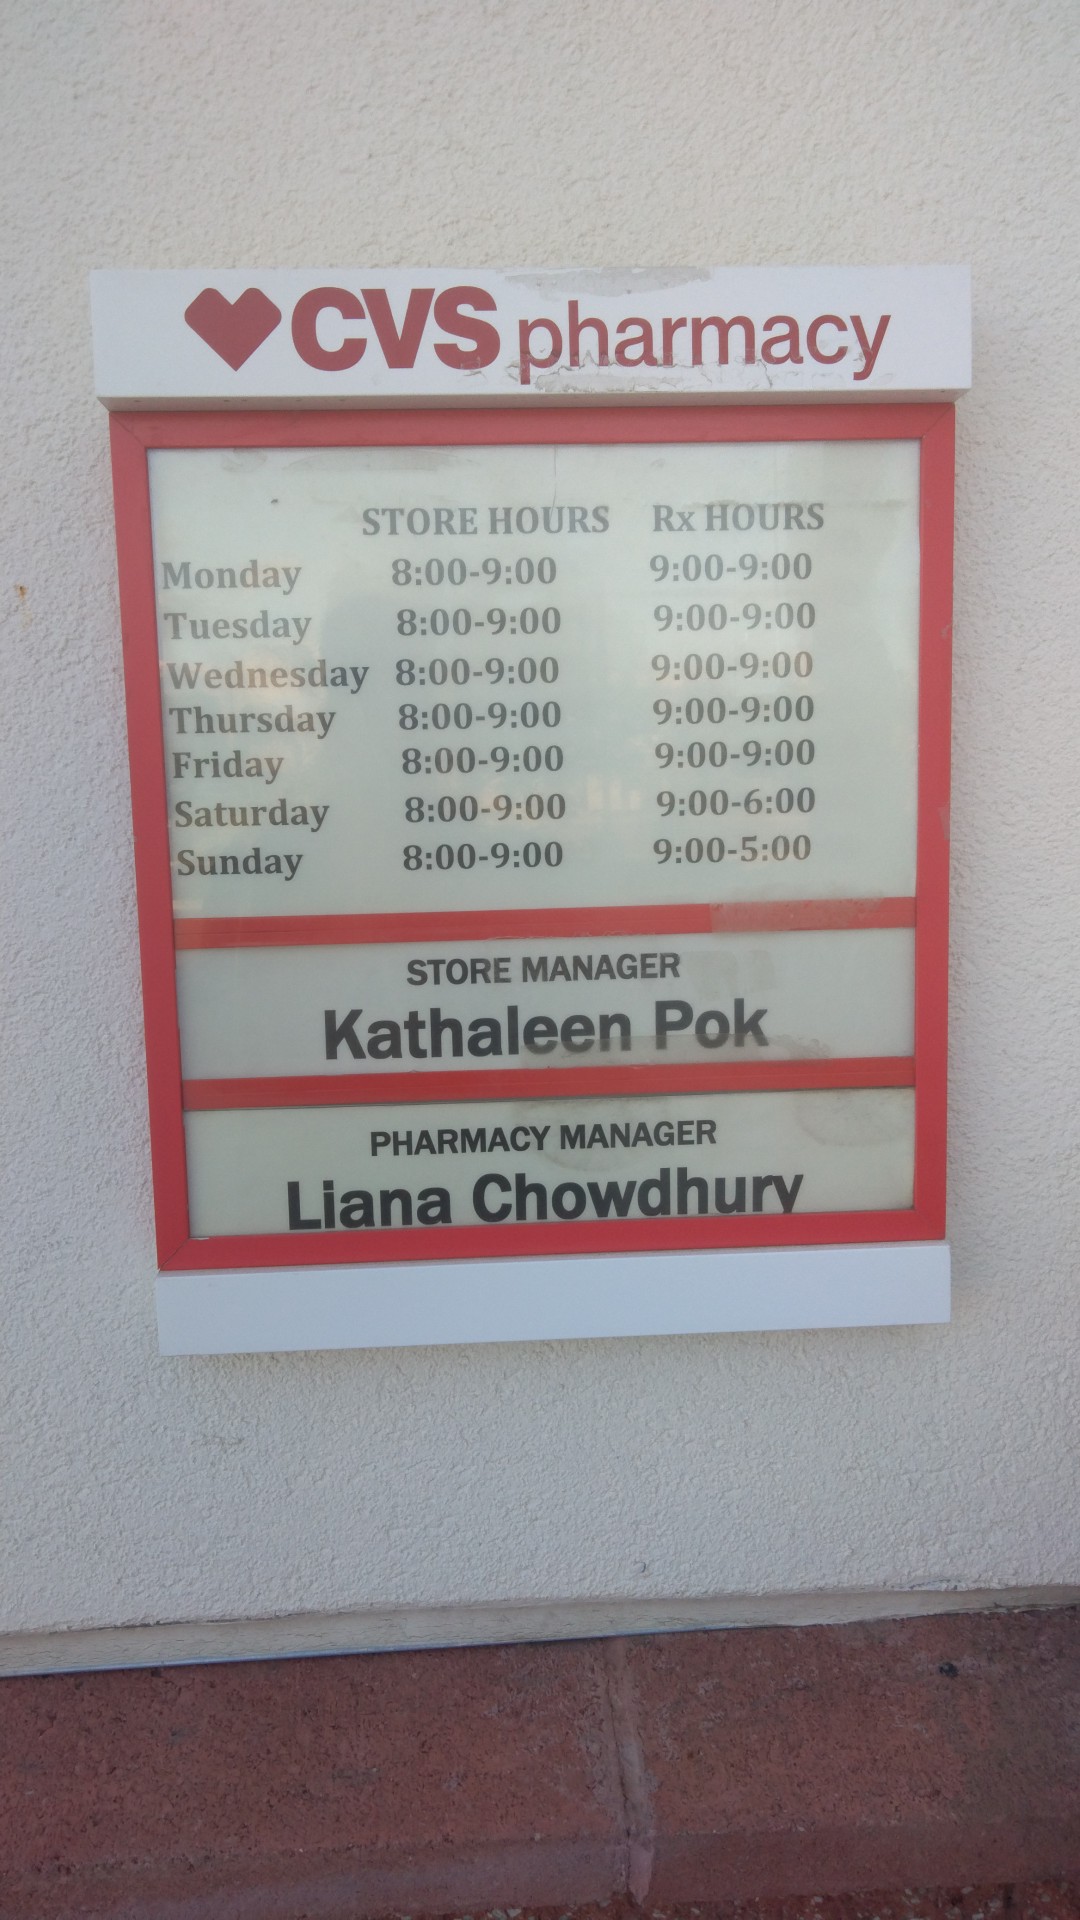 CVS pharmacy
STORE HOURS Rx HOURS
Monday 8:00-9:00 9:00-9:00
Tuesday 8:00-9:00 9:00-9:00
Wednesday 8:00-9:00 9:00-9:00
Thursday 8:00-9:00 9:00-9:00
Friday 8:00-9:00 9:00-9:00
Saturday 8:00-9:00 9:00-6:00
Sunday 8:00-9:00 9:00-5:00
STORE MANAGER
Kathaleen Pok
PHARMACY MANAGER
Liana Chowdhury